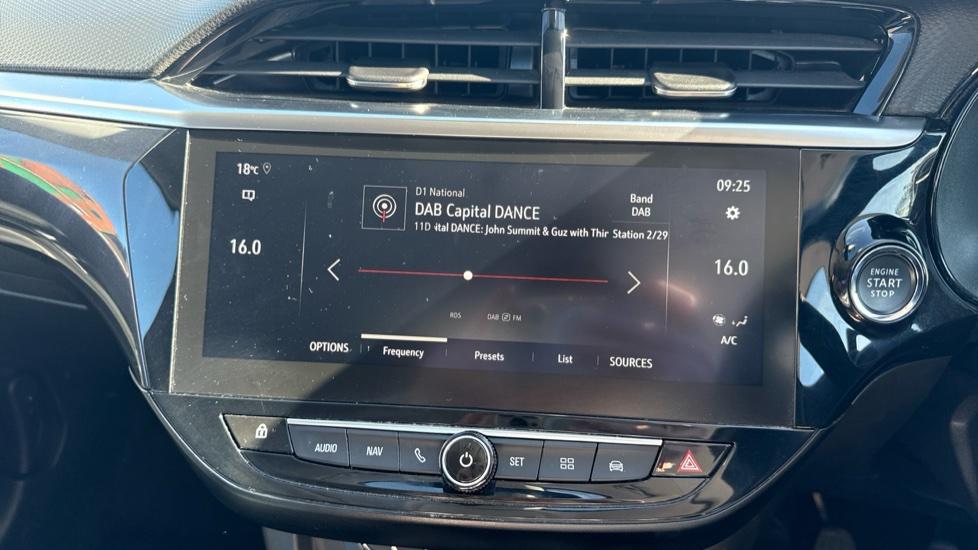 18°C
09:25
D1 National
DAB Capital DANCE
Band
DAB
11D ital DANCE: John Summit & Guz with Thir Station 2/29
16.0
16.0
RDS DAB FM
A/C
OPTIONS Frequency Presets List SOURCES
ENGINE
START
STOP
AUDIO NAV SET